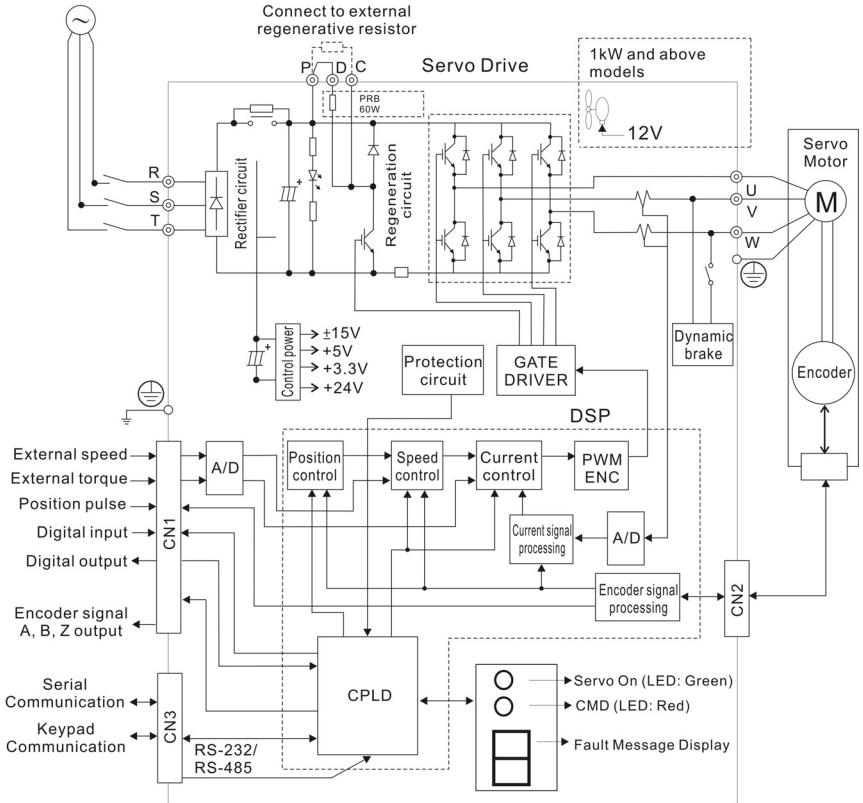 Connect to external
regenerative resistor
P D C
Servo Drive
1kW and above
models
12V
PRB
60W
Servo
Motor
R
S
T
Rectifier circuit
Regeneration
circuit
U
V
W
M
±15V
+5V
+3.3V
+24V
Control power
Protection
circuit
GATE
DRIVER
Dynamic
brake
Encoder
DSP
External speed
External torque
Position pulse
Digital input
Digital output
Encoder signal
A, B, Z output
CN1
A/D
Position
control
Speed
control
Current
control
PWM
ENC
Current signal
processing
A/D
Encoder signal
processing
CN2
Serial
Communication
Keypad
Communication
CN3
RS-232/
RS-485
CPLD
Servo On (LED: Green)
CMD (LED: Red)
Fault Message Display